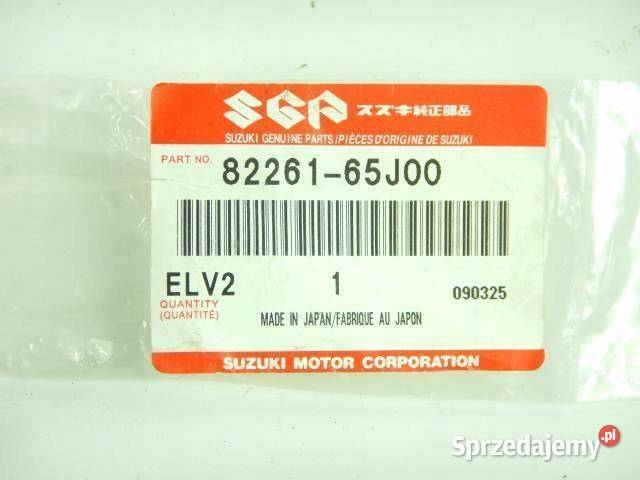 SGP スズキ純正部品
SUZUKI GENUINE PARTS/PIÈCES D'ORIGINE DE SUZUKI
PART NO. 82261-65J00
ELV2 1 090325
QUANTITY
(QUANTITÉ)
MADE IN JAPAN/FABRIQUE AU JAPON
SUZUKI MOTOR CORPORATION
Sprzedajemy.pl